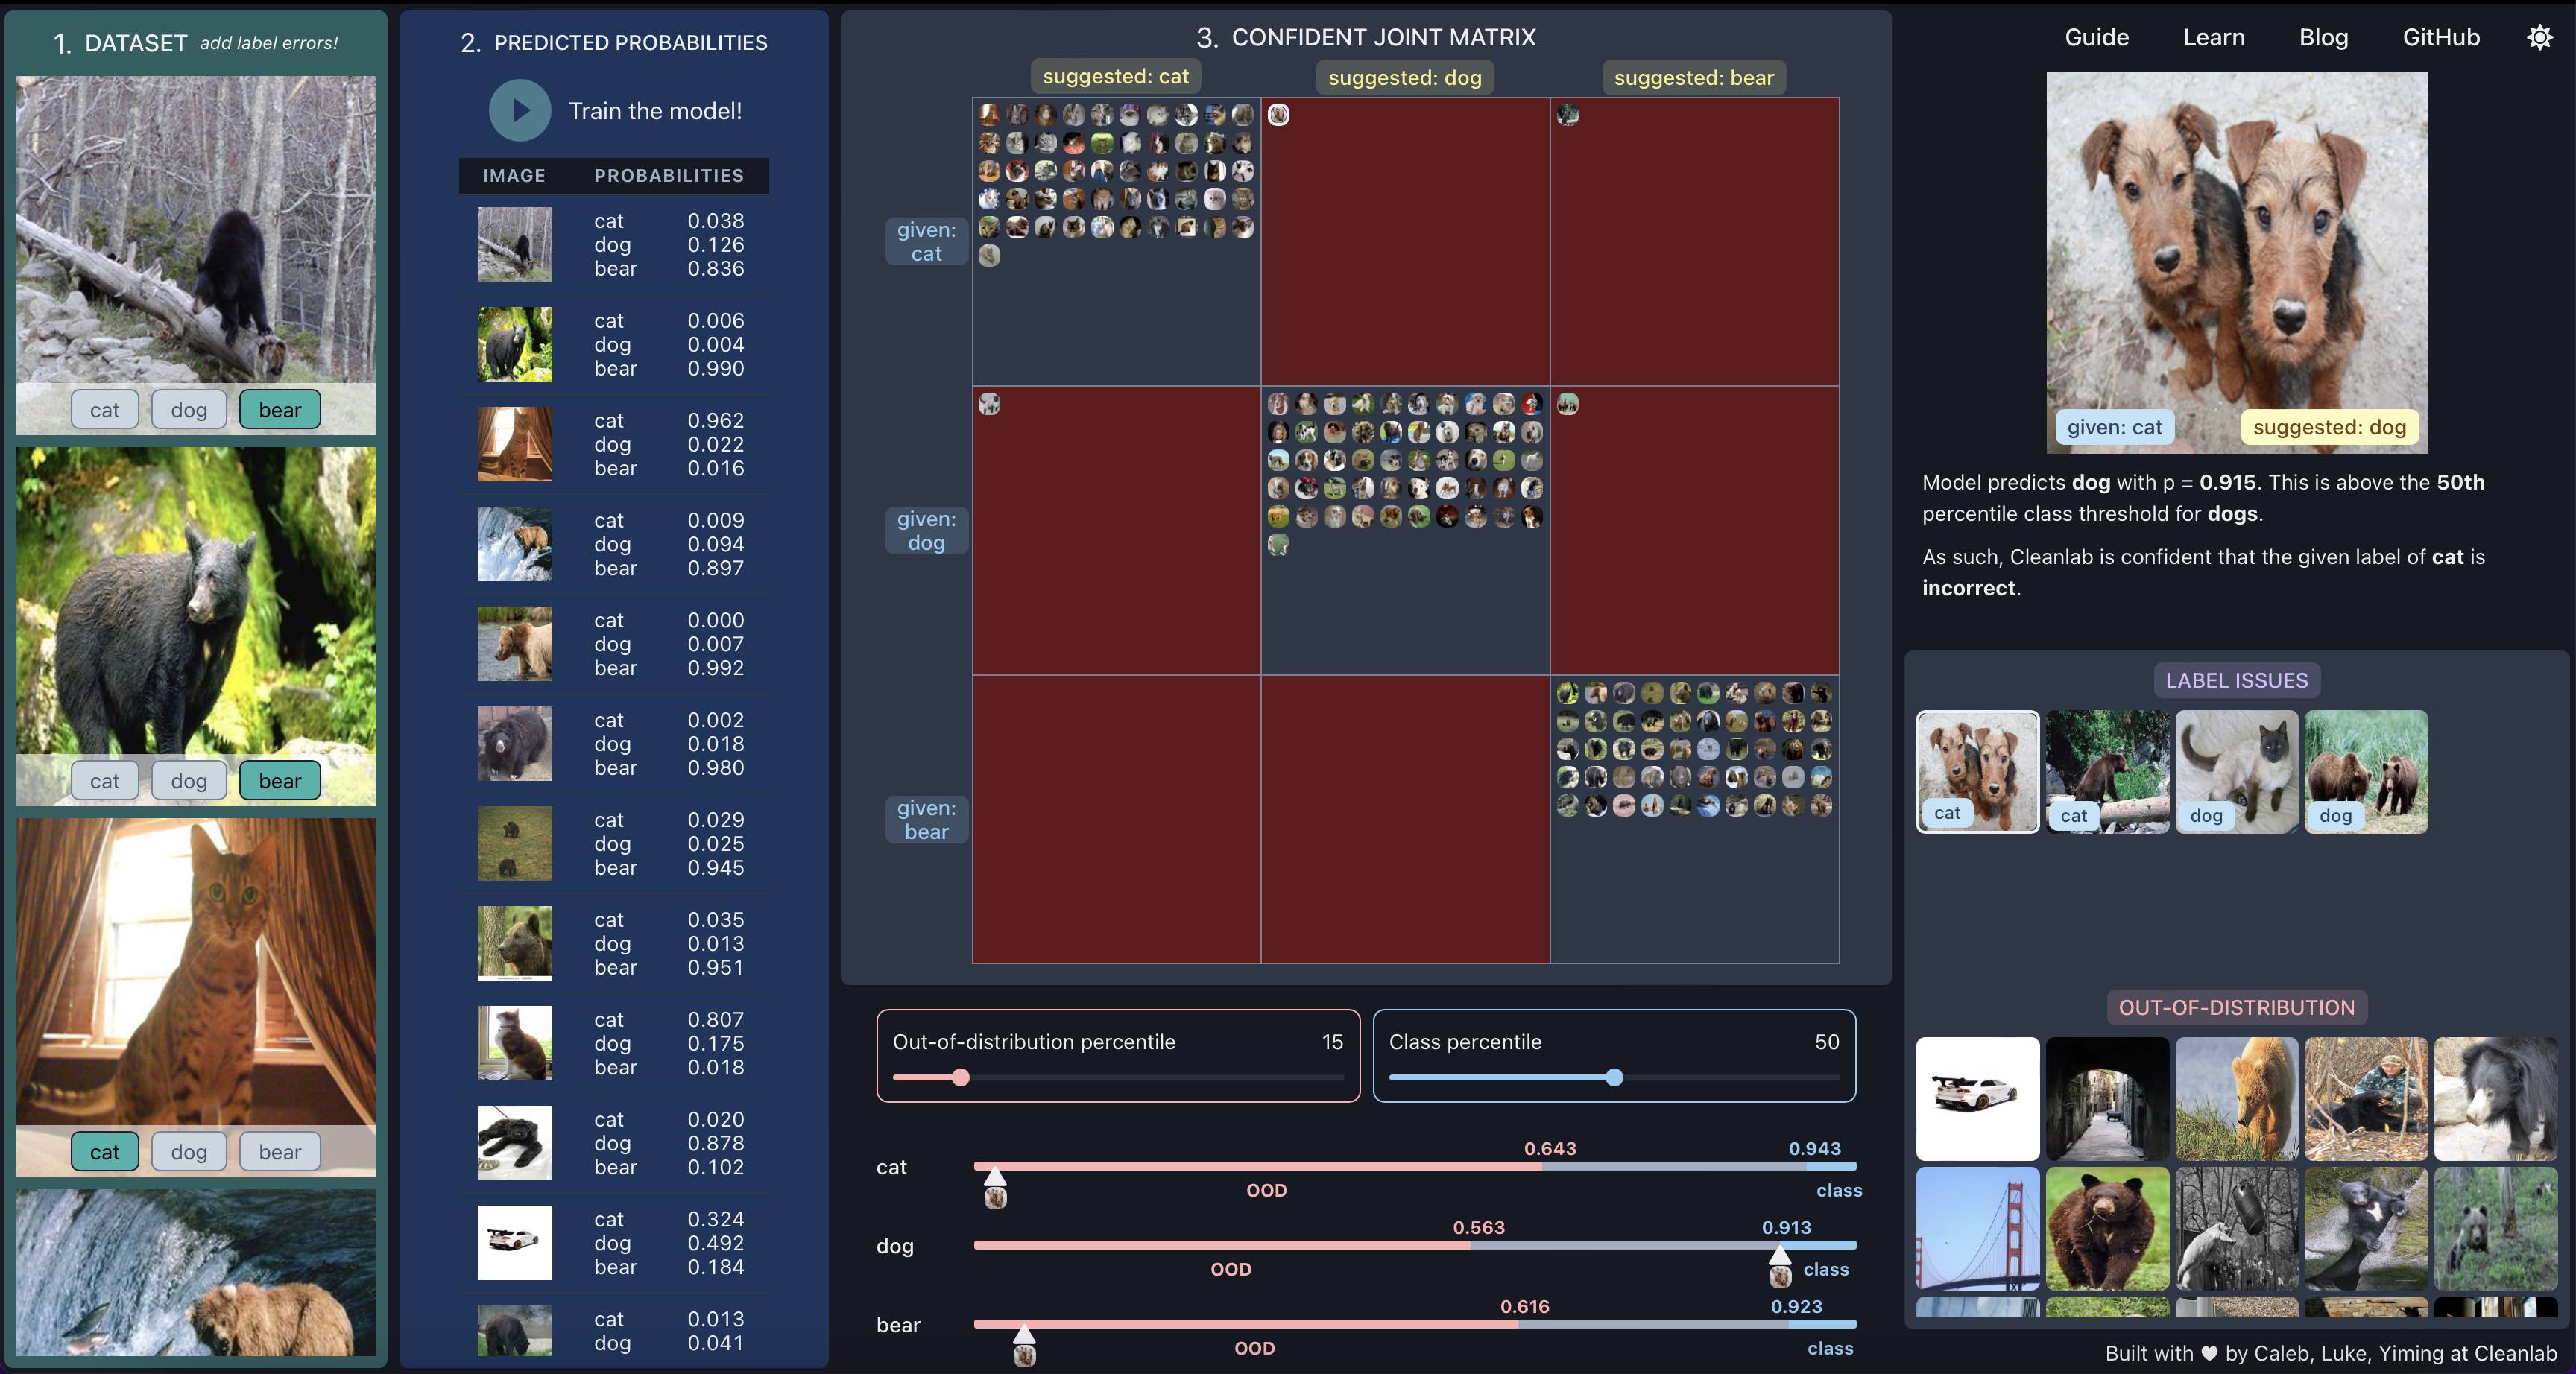 1. DATASET add label errors!
cat dog bear
cat dog bear
cat dog bear
2. PREDICTED PROBABILITIES
Train the model!
IMAGE PROBABILITIES
cat 0.038
dog 0.126
bear 0.836
cat 0.006
dog 0.004
bear 0.990
cat 0.962
dog 0.022
bear 0.016
cat 0.009
dog 0.094
bear 0.897
cat 0.000
dog 0.007
bear 0.992
cat 0.002
dog 0.018
bear 0.980
cat 0.029
dog 0.025
bear 0.945
cat 0.035
dog 0.013
bear 0.951
cat 0.807
dog 0.175
bear 0.018
cat 0.020
dog 0.878
bear 0.102
cat 0.324
dog 0.492
bear 0.184
cat 0.013
dog 0.041
3. CONFIDENT JOINT MATRIX
suggested: cat suggested: dog suggested: bear
given:
cat
given:
dog
given:
bear
Out-of-distribution percentile 15
Class percentile 50
0.643 0.943
cat
OOD class
0.563 0.913
dog
OOD class
0.616 0.923
bear
OOD class
Guide Learn Blog GitHub
given: cat suggested: dog
Model predicts dog with p = 0.915. This is above the 50th
percentile class threshold for dogs.
As such, Cleanlab is confident that the given label of cat is
incorrect.
LABEL ISSUES
cat cat dog dog
OUT-OF-DISTRIBUTION
Built with ♥ by Caleb, Luke, Yiming at Cleanlab